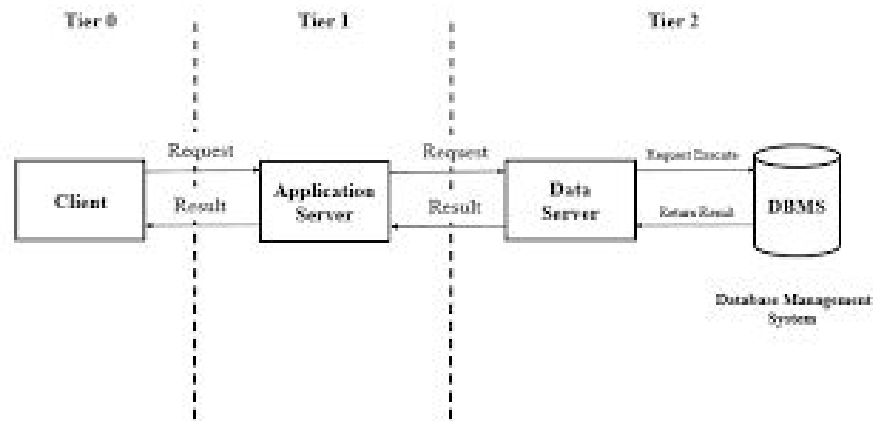 Tier 0
Tier 1
Tier 2
Request
Request
Request Execute
Client
Application
Server
Data
Server
DBMS
Result
Result
Return Result
Database Management
System